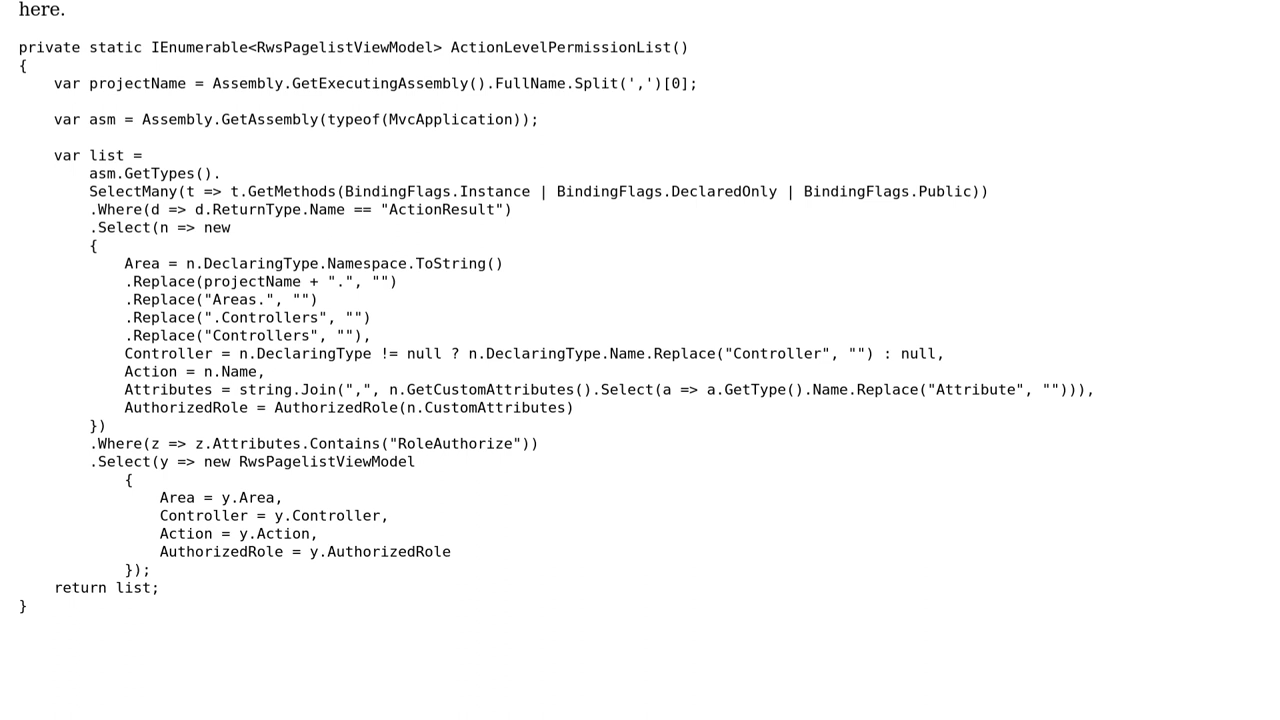 here.
private static IEnumerable<RwsPagelistViewModel> ActionLevelPermissionList()
{
    var projectName = Assembly.GetExecutingAssembly().FullName.Split(',')[0];
    var asm = Assembly.GetAssembly(typeof(MvcApplication));
    var list =
        asm.GetTypes().
        SelectMany(t => t.GetMethods(BindingFlags.Instance | BindingFlags.DeclaredOnly | BindingFlags.Public))
        .Where(d => d.ReturnType.Name == "ActionResult")
        .Select(n => new
        {
            Area = n.DeclaringType.Namespace.ToString()
            .Replace(projectName + ".", "")
            .Replace("Areas.", "")
            .Replace(".Controllers", "")
            .Replace("Controllers", ""),
            Controller = n.DeclaringType != null ? n.DeclaringType.Name.Replace("Controller", "") : null,
            Action = n.Name,
            Attributes = string.Join(",", n.GetCustomAttributes().Select(a => a.GetType().Name.Replace("Attribute", ""))),
            AuthorizedRole = AuthorizedRole(n.CustomAttributes)
        })
        .Where(z => z.Attributes.Contains("RoleAuthorize"))
        .Select(y => new RwsPagelistViewModel
            {
                Area = y.Area,
                Controller = y.Controller,
                Action = y.Action,
                AuthorizedRole = y.AuthorizedRole
            });
    return list;
}